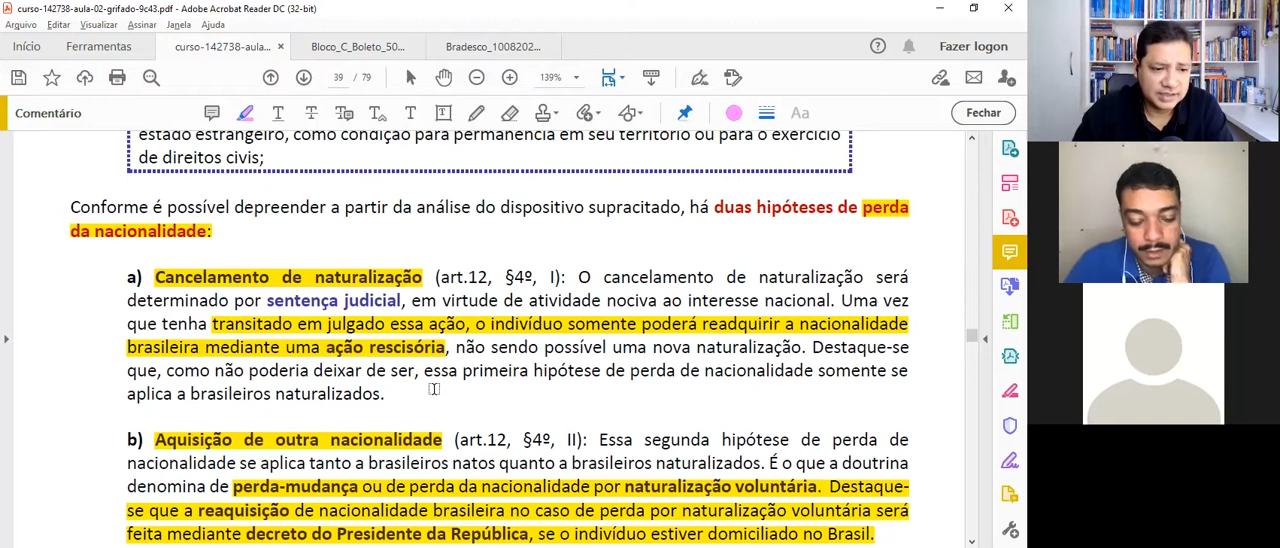 curso-142738-aula-02-grifado-9c43.pdf - Adobe Acrobat Reader DC (32-bit)
Arquivo Editar Visualizar Assinar Janela Ajuda
Início Ferramentas curso-142738-aula... × Bloco_C_Boleto_50... Bradesco_1008202... Fazer logon
39 / 79 139%
Comentário Aa Fechar
estado estrangeiro, como condição para permanência em seu território ou para o exercício
de direitos civis;
Conforme é possível depreender a partir da análise do dispositivo supracitado, há duas hipóteses de perda
da nacionalidade:
a) Cancelamento de naturalização (art.12, §4º, I): O cancelamento de naturalização será
determinado por sentença judicial, em virtude de atividade nociva ao interesse nacional. Uma vez
que tenha transitado em julgado essa ação, o indivíduo somente poderá readquirir a nacionalidade
brasileira mediante uma ação rescisória, não sendo possível uma nova naturalização. Destaque-se
que, como não poderia deixar de ser, essa primeira hipótese de perda de nacionalidade somente se
aplica a brasileiros naturalizados.
b) Aquisição de outra nacionalidade (art.12, §4º, II): Essa segunda hipótese de perda de
nacionalidade se aplica tanto a brasileiros natos quanto a brasileiros naturalizados. É o que a doutrina
denomina de perda-mudança ou de perda da nacionalidade por naturalização voluntária. Destaque-
se que a reaquisição de nacionalidade brasileira no caso de perda por naturalização voluntária será
feita mediante decreto do Presidente da República, se o indivíduo estiver domiciliado no Brasil.